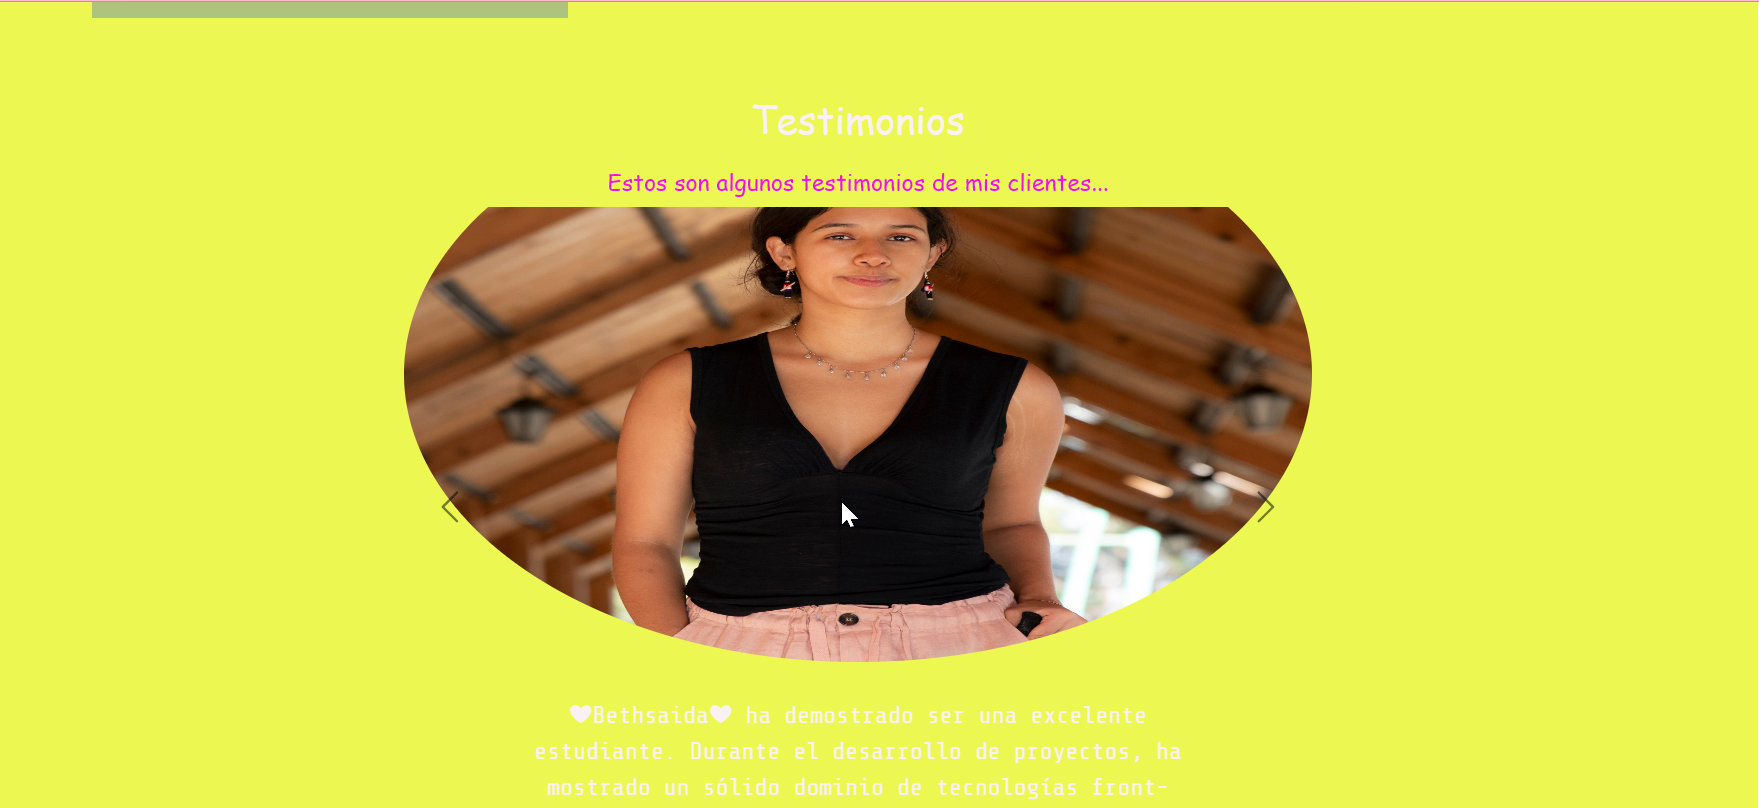 Testimonios
Estos son algunos testimonios de mis clientes...
🖤Bethsaida🖤 ha demostrado ser una excelente
estudiante. Durante el desarrollo de proyectos, ha
mostrado un sólido dominio de tecnologías front-